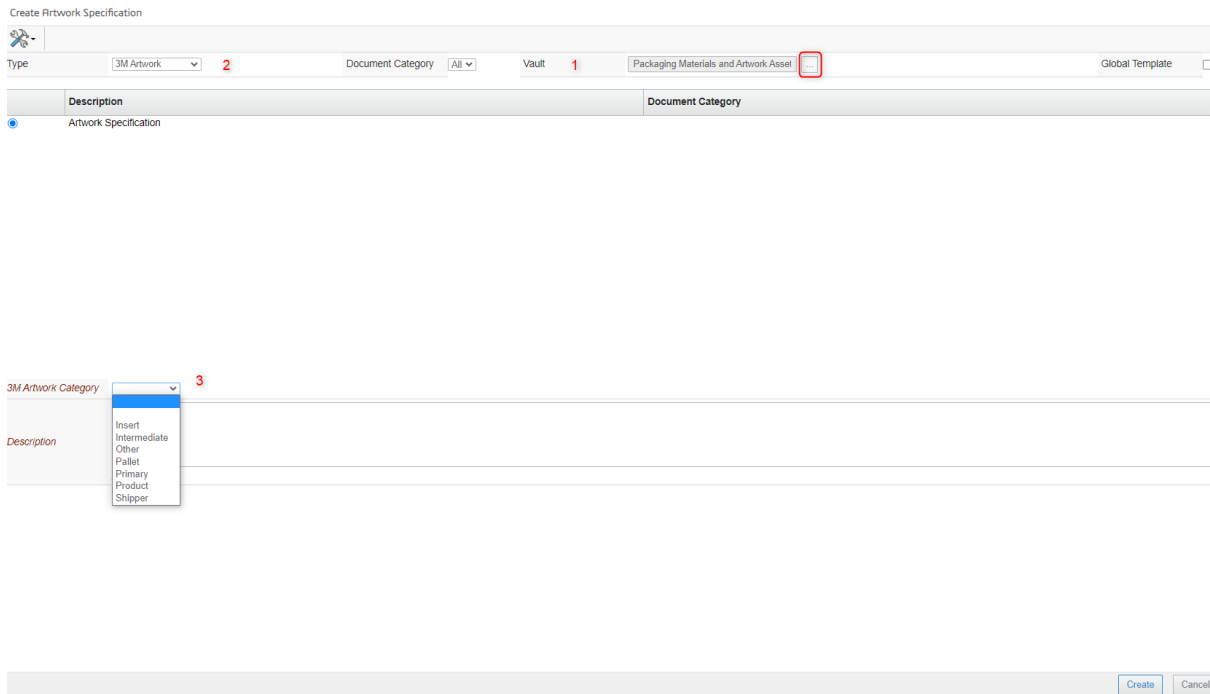 Create Artwork Specification
Type 3M Artwork 2 Document Category All Vault 1 Packaging Materials and Artwork Asset ... Global Template
Description Document Category
Artwork Specification
3M Artwork Category 3
Insert
Intermediate
Description
Other
Pallet
Primary
Product
Shipper
Create Cancel